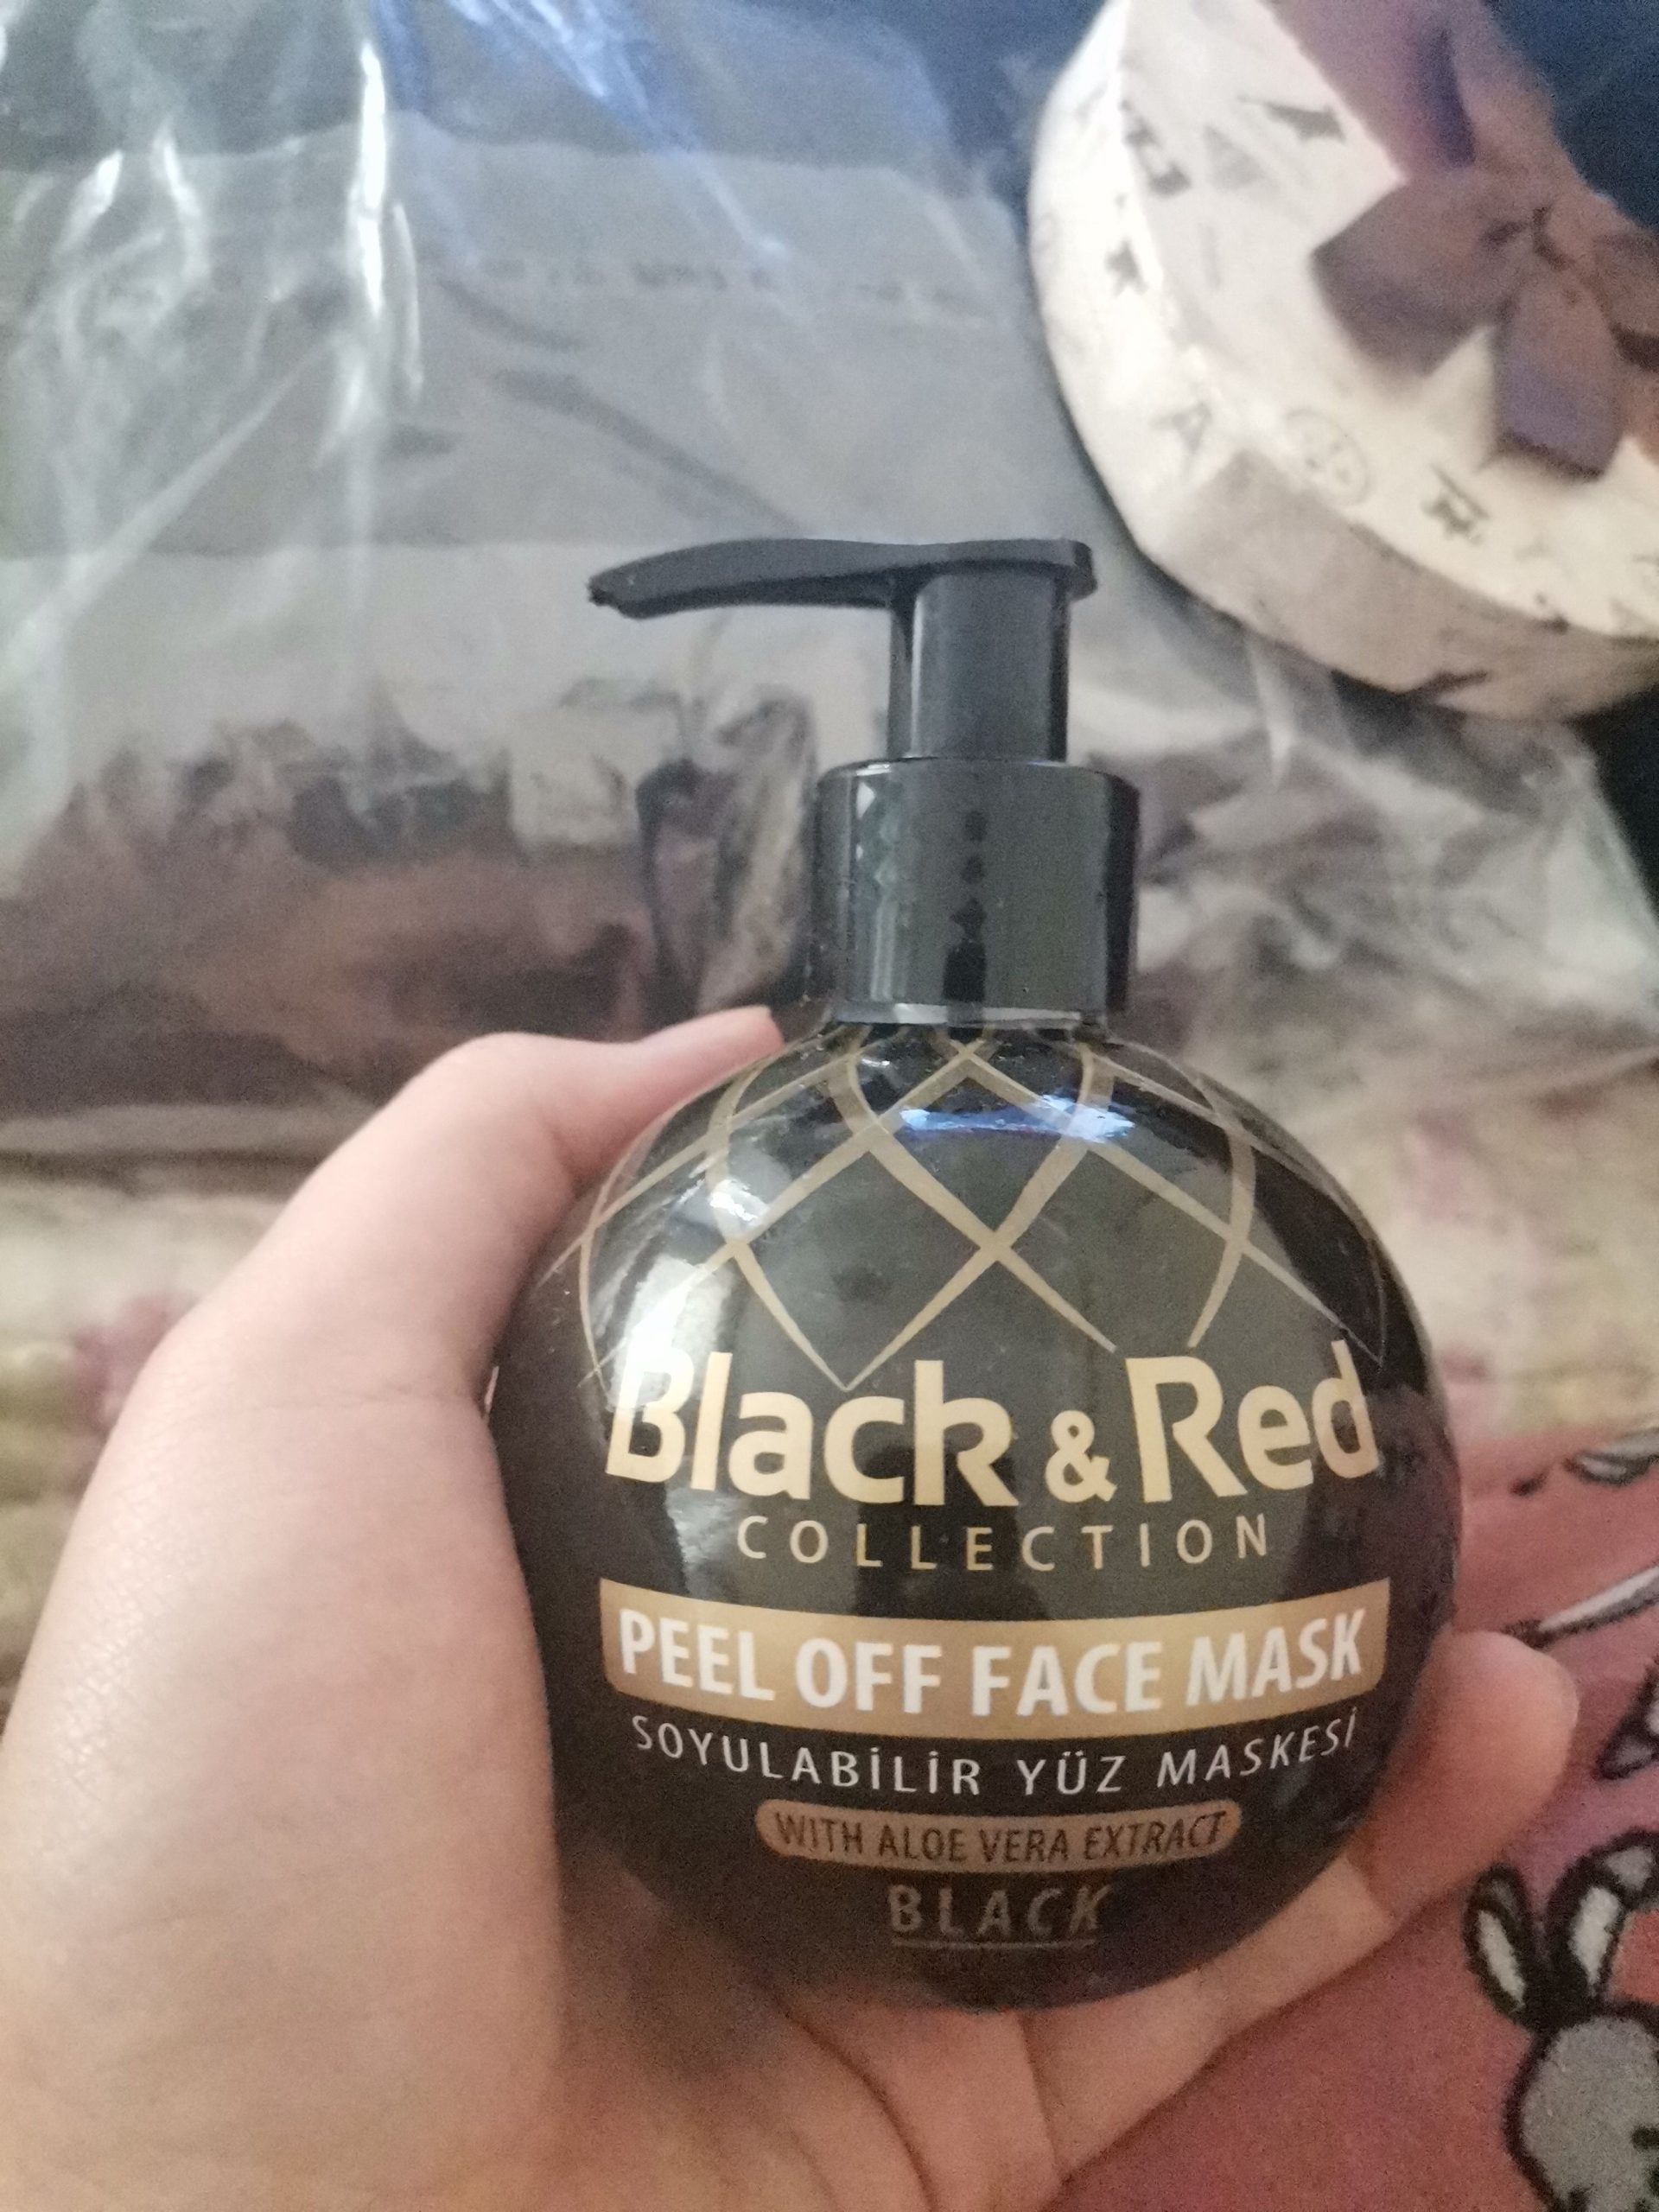 Black & Red
COLLECTION
PEEL OFF FACE MASK
SOYULABİLİR YÜZ MASKESİ
WITH ALOE VERA EXTRACT
BLACK